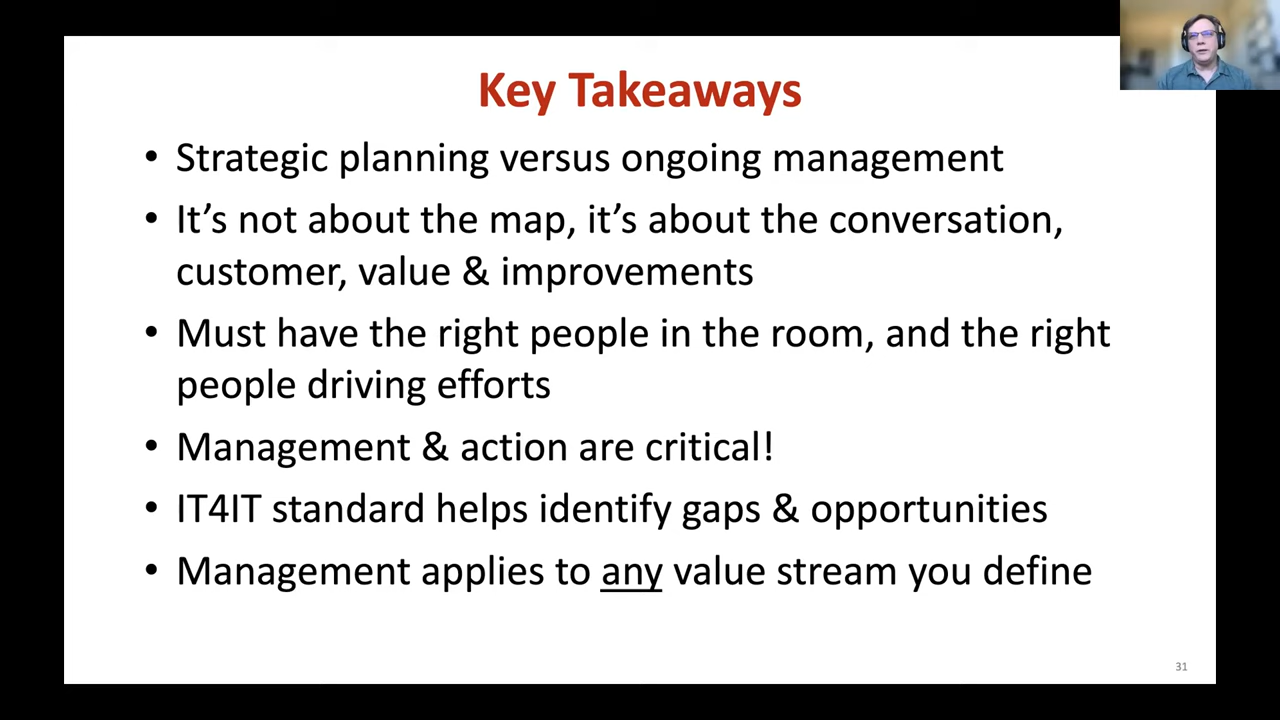 Key Takeaways
• Strategic planning versus ongoing management
• It’s not about the map, it’s about the conversation,
customer, value & improvements
• Must have the right people in the room, and the right
people driving efforts
• Management & action are critical!
• IT4IT standard helps identify gaps & opportunities
• Management applies to any value stream you define
31